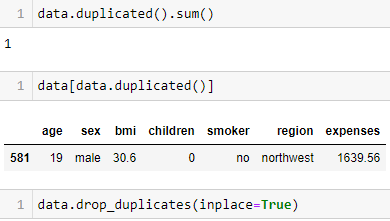 1 data.duplicated().sum()
1
1 data[data.duplicated()]
age sex bmi children smoker region expenses
581 19 male 30.6 0 no northwest 1639.56
1 data.drop_duplicates(inplace=True)